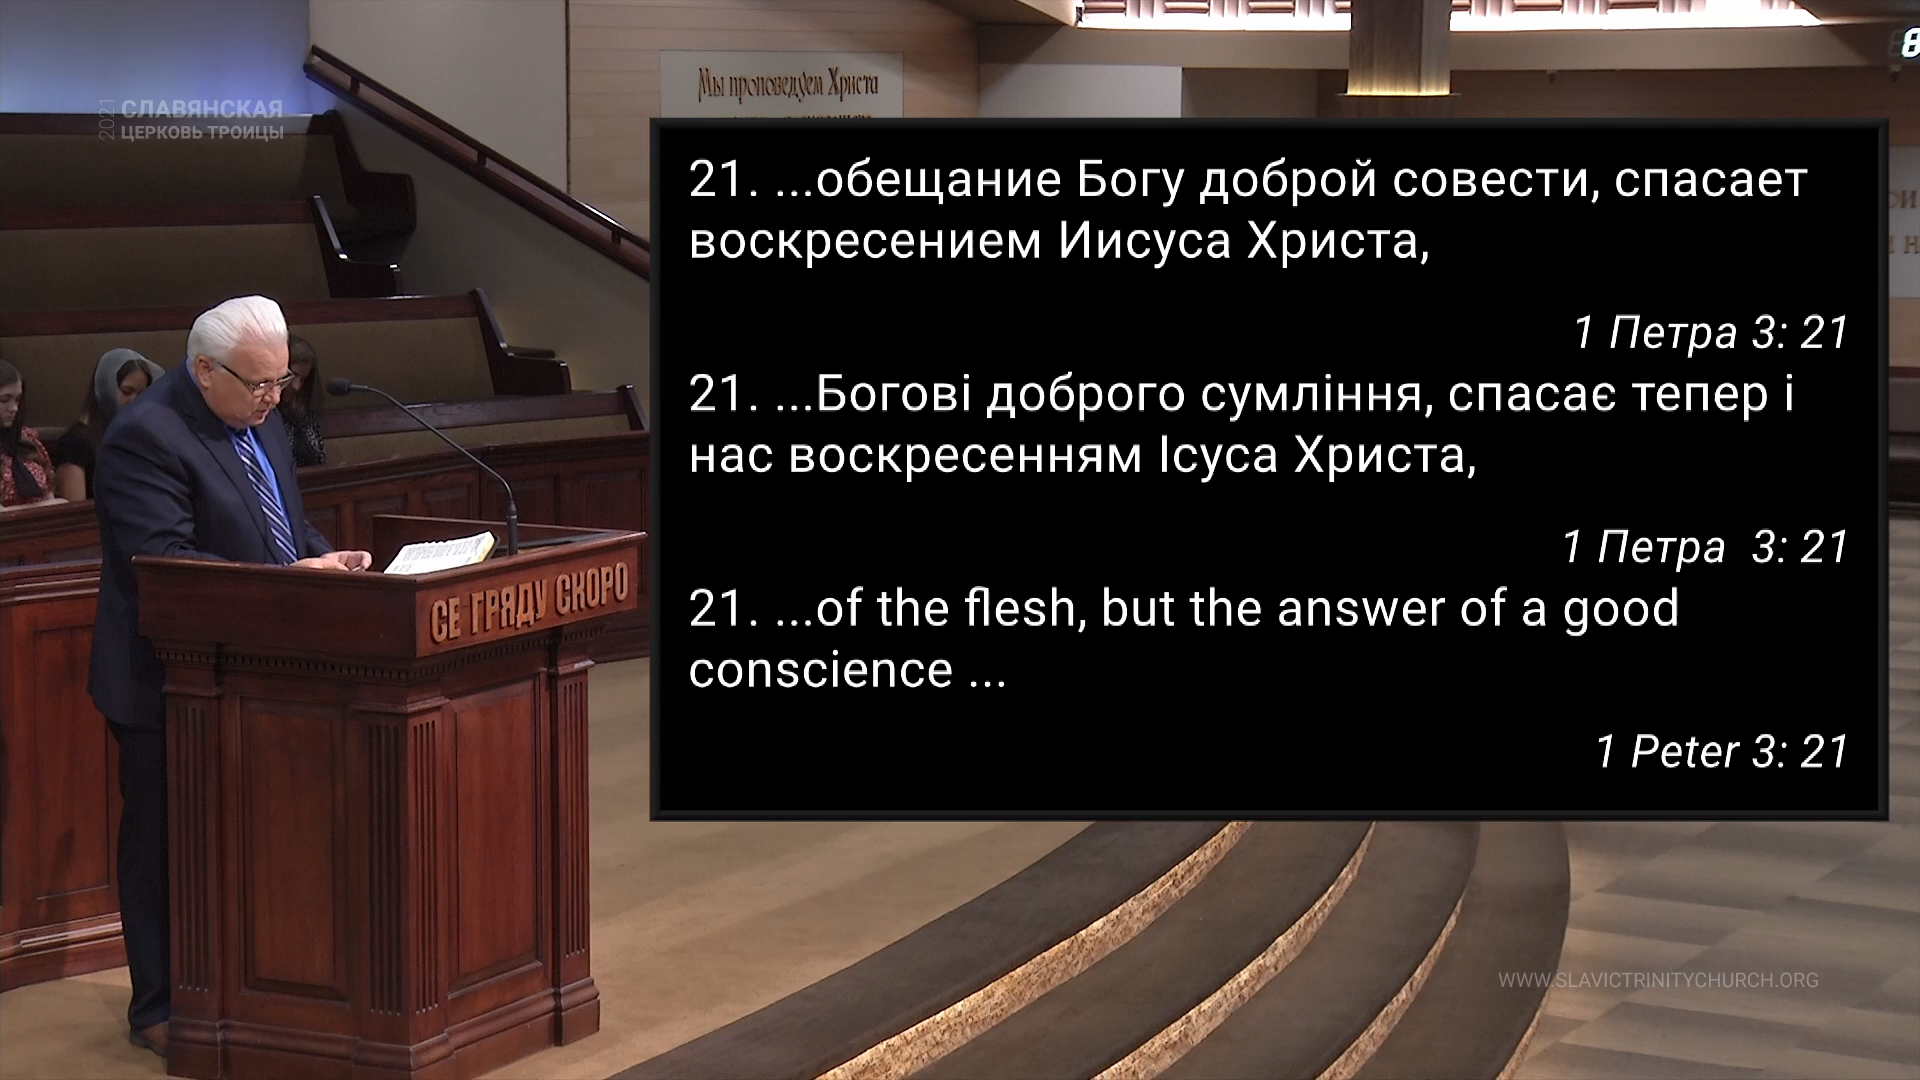 2021
СЛАВЯНСКАЯ
ЦЕРКОВЬ ТРОИЦЫ
Мы проповедуем Христа
8
21. ...обещание Богу доброй совести, спасает
воскресением Иисуса Христа,
1 Петра 3: 21
21. ...Богові доброго сумління, спасає тепер і
нас воскресенням Ісуса Христа,
1 Петра 3: 21
21. ...of the flesh, but the answer of a good
conscience ...
1 Peter 3: 21
СЕ ГРЯДУ СКОРО
WWW.SLAVICTRINITYCHURCH.ORG